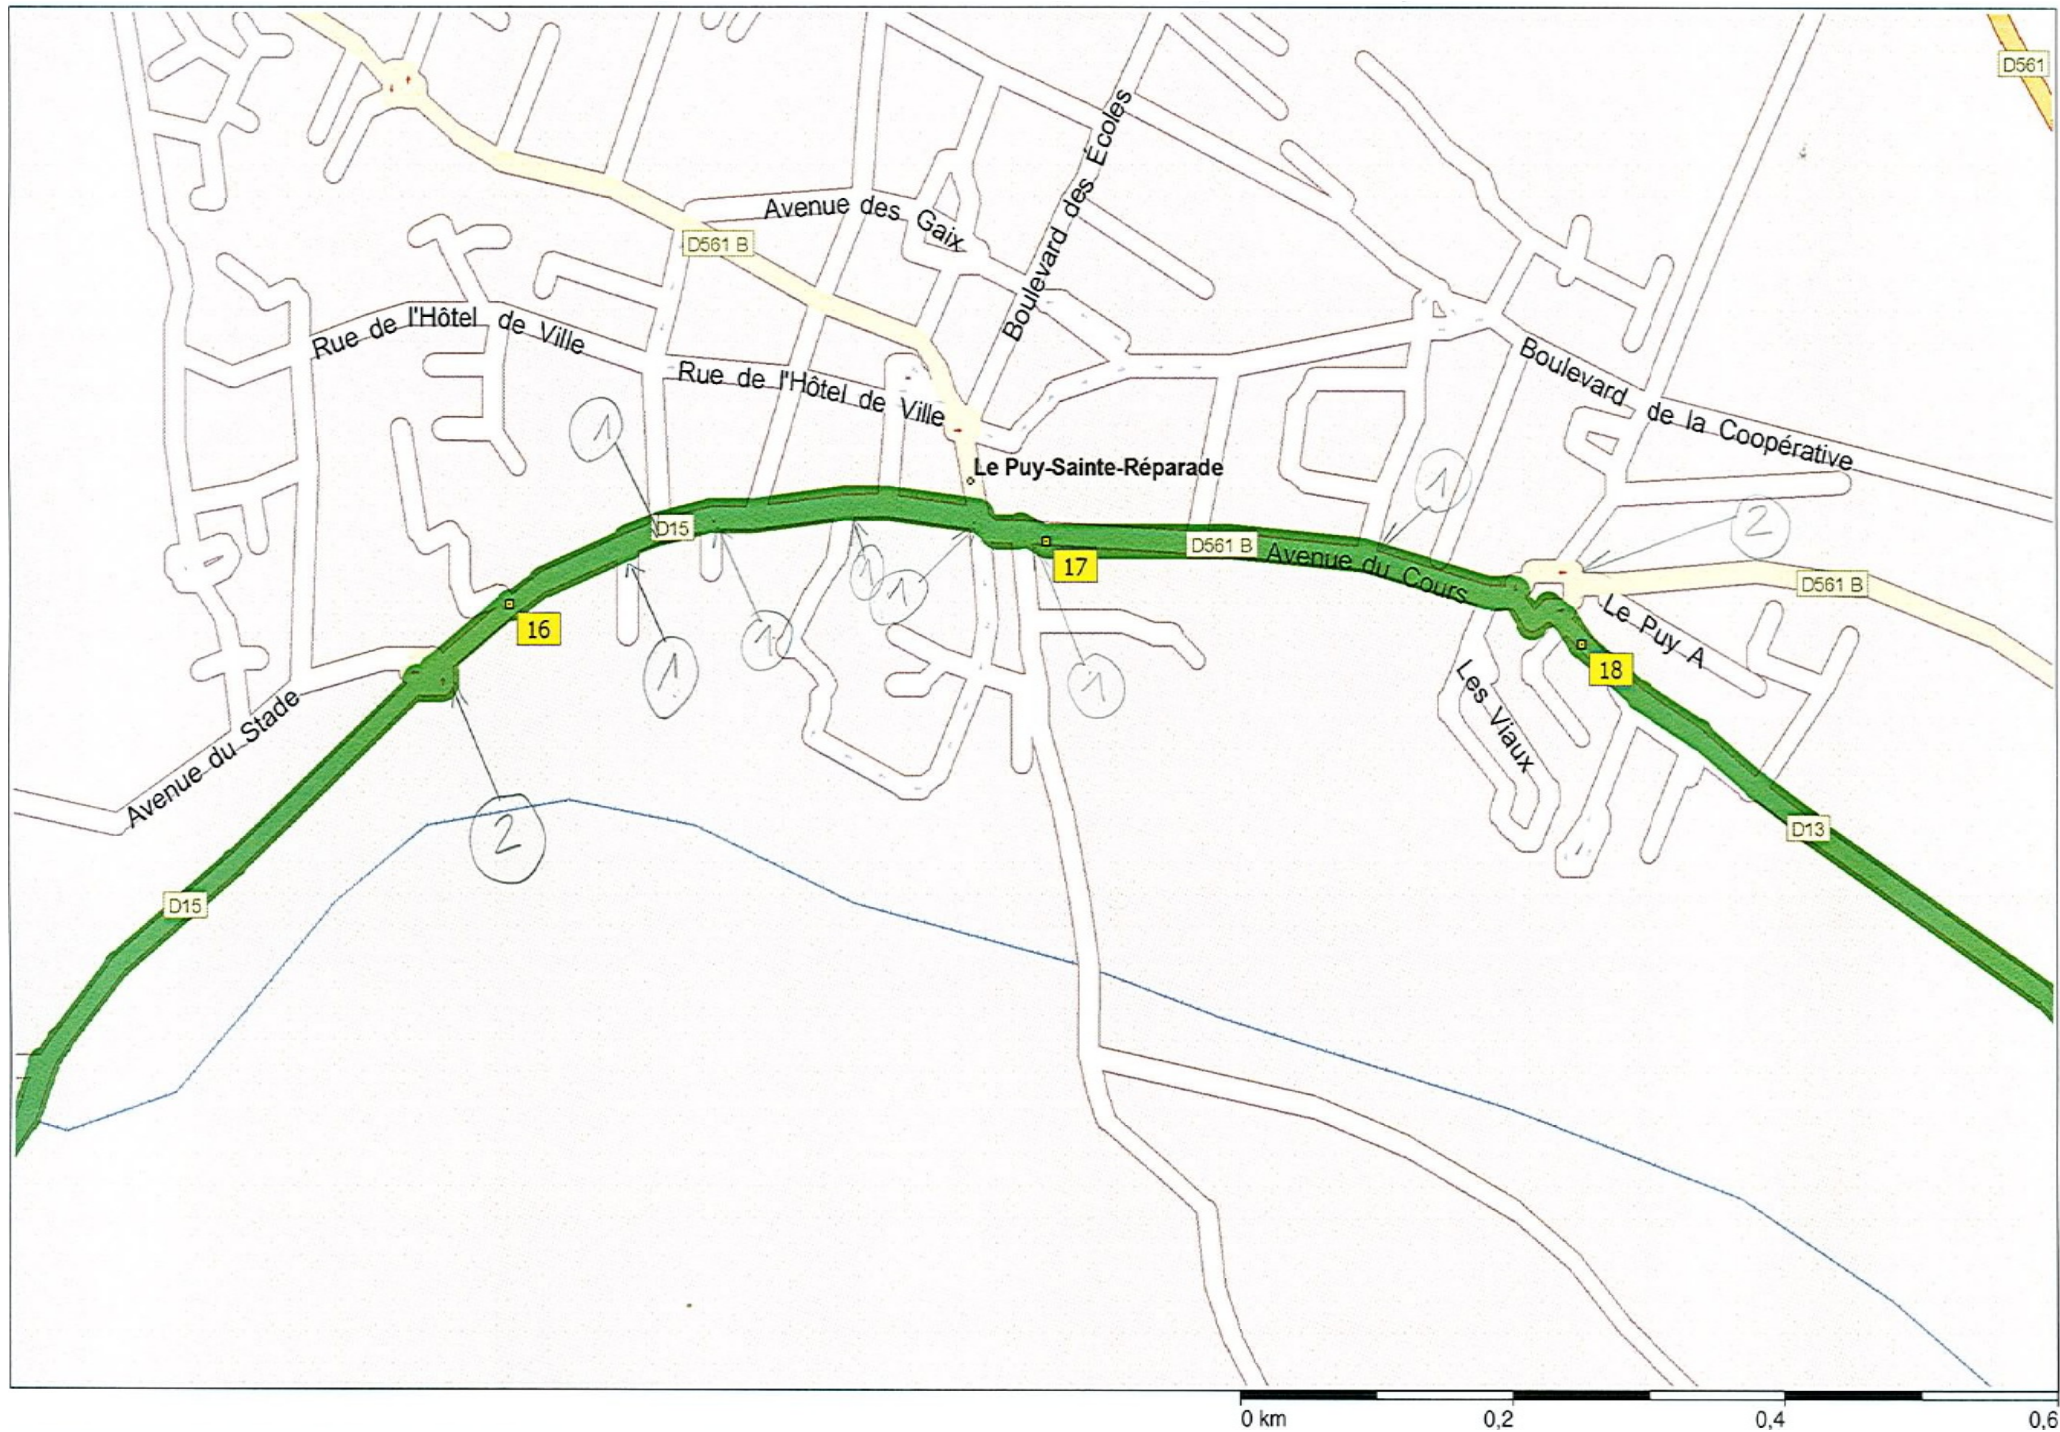 D561
Avenue des Gaix
Boulevard des Écoles
D561 B
Rue de l'Hôtel de Ville
Rue de l'Hôtel de Ville
Boulevard de la Coopérative
1
Le Puy-Sainte-Réparade
1
2
D15
D561 B
Avenue du Cours
17
D561 B
1
1
16
1
1
1
Le Puy A
18
Les Viaux
Avenue du Stade
2
D13
D15
0 km
0,2
0,4
0,6